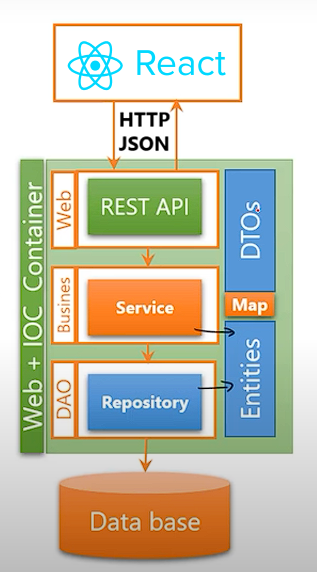 React
HTTP
JSON
Web + IOC Container
Web
REST API
DTOs
Map
Busines
Service
Entities
DAO
Repository
Data base